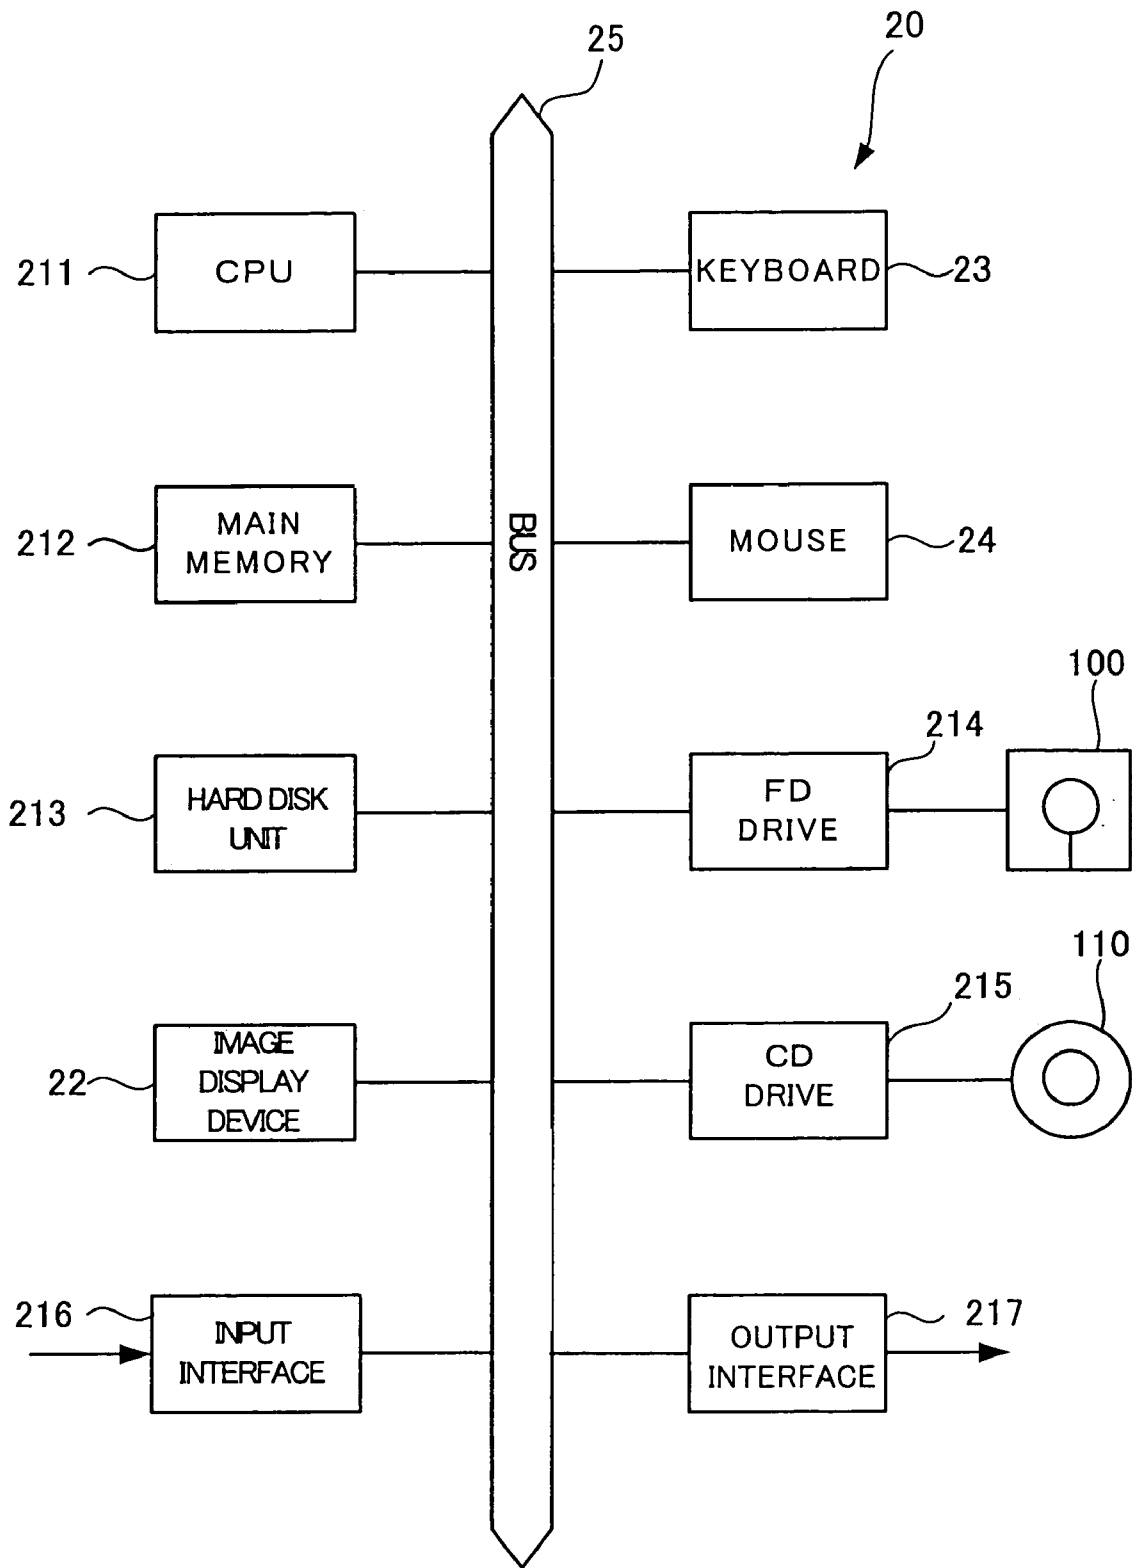 20
25
211
CPU
KEYBOARD
23
212
MAIN
MEMORY
BUS
MOUSE
24
100
213
HARD DISK
UNIT
214
FD
DRIVE
110
22
IMAGE
DISPLAY
DEVICE
215
CD
DRIVE
216
INPUT
INTERFACE
217
OUTPUT
INTERFACE